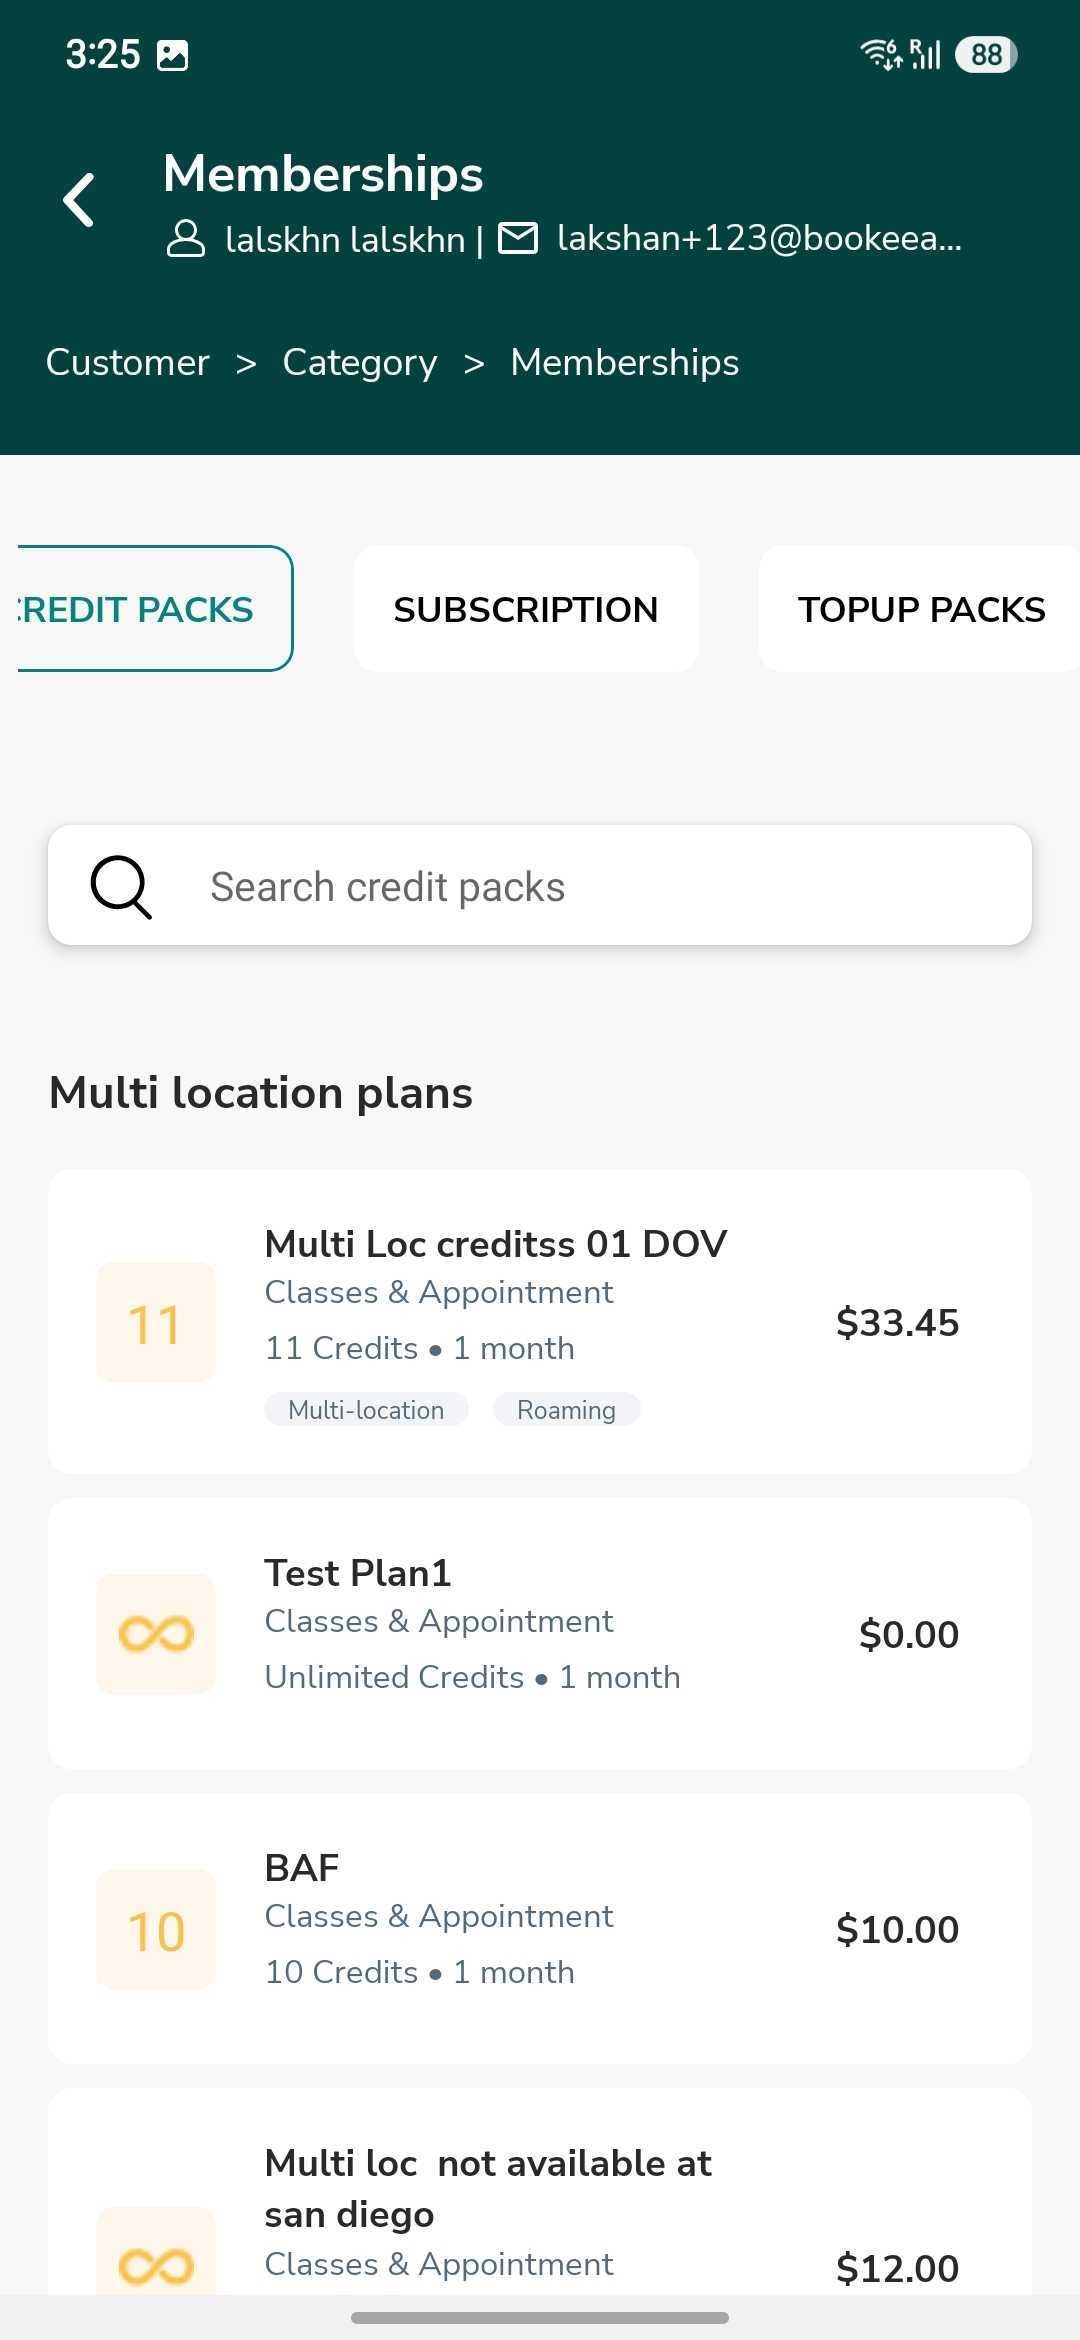 3:25
6 R 88
Memberships
lalskhn lalskhn | lakshan+123@bookeea...
Customer > Category > Memberships
REDIT PACKS SUBSCRIPTION TOPUP PACKS
Search credit packs
Multi location plans
Multi Loc creditss 01 DOV
Classes & Appointment
11
$33.45
11 Credits • 1 month
Multi-location Roaming
Test Plan1
Classes & Appointment
∞
$0.00
Unlimited Credits • 1 month
BAF
Classes & Appointment
10
$10.00
10 Credits • 1 month
Multi loc  not available at
san diego
Classes & Appointment
∞
$12.00